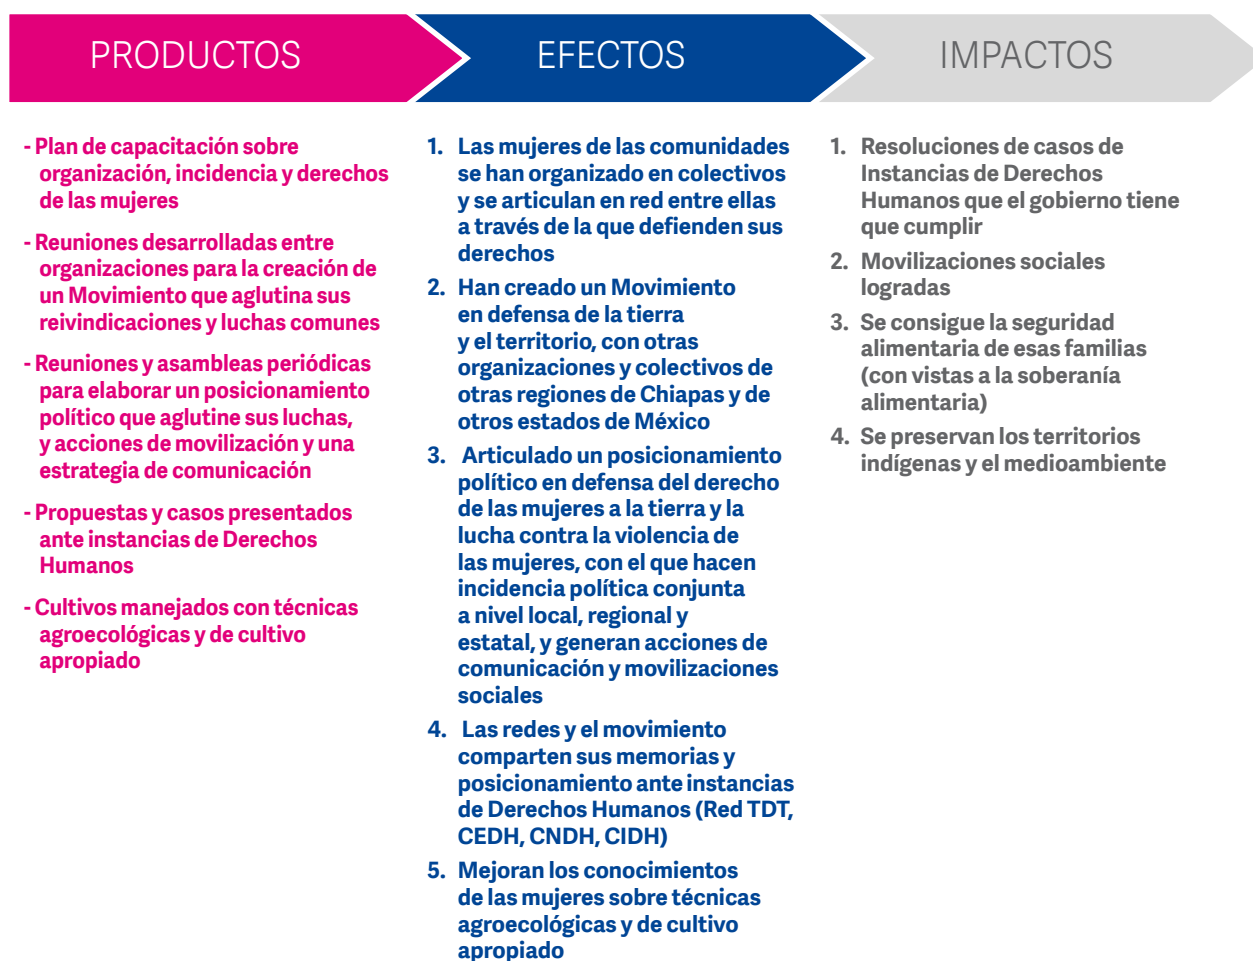 PRODUCTOS
EFECTOS
IMPACTOS
- Plan de capacitación sobre
organización, incidencia y derechos
de las mujeres
- Reuniones desarrolladas entre
organizaciones para la creación de
un Movimiento que aglutina sus
reivindicaciones y luchas comunes
- Reuniones y asambleas periódicas
para elaborar un posicionamiento
político que aglutine sus luchas,
y acciones de movilización y una
estrategia de comunicación
- Propuestas y casos presentados
ante instancias de Derechos
Humanos
- Cultivos manejados con técnicas
agroecológicas y de cultivo
apropiado
1. Las mujeres de las comunidades
se han organizado en colectivos
y se articulan en red entre ellas
a través de la que defienden sus
derechos
2. Han creado un Movimiento
en defensa de la tierra
y el territorio, con otras
organizaciones y colectivos de
otras regiones de Chiapas y de
otros estados de México
3. Articulado un posicionamiento
político en defensa del derecho
de las mujeres a la tierra y la
lucha contra la violencia de
las mujeres, con el que hacen
incidencia política conjunta
a nivel local, regional y
estatal, y generan acciones de
comunicación y movilizaciones
sociales
4. Las redes y el movimiento
comparten sus memorias y
posicionamiento ante instancias
de Derechos Humanos (Red TDT,
CEDH, CNDH, CIDH)
5. Mejoran los conocimientos
de las mujeres sobre técnicas
agroecológicas y de cultivo
apropiado
1. Resoluciones de casos de
Instancias de Derechos
Humanos que el gobierno tiene
que cumplir
2. Movilizaciones sociales
logradas
3. Se consigue la seguridad
alimentaria de esas familias
(con vistas a la soberanía
alimentaria)
4. Se preservan los territorios
indígenas y el medioambiente